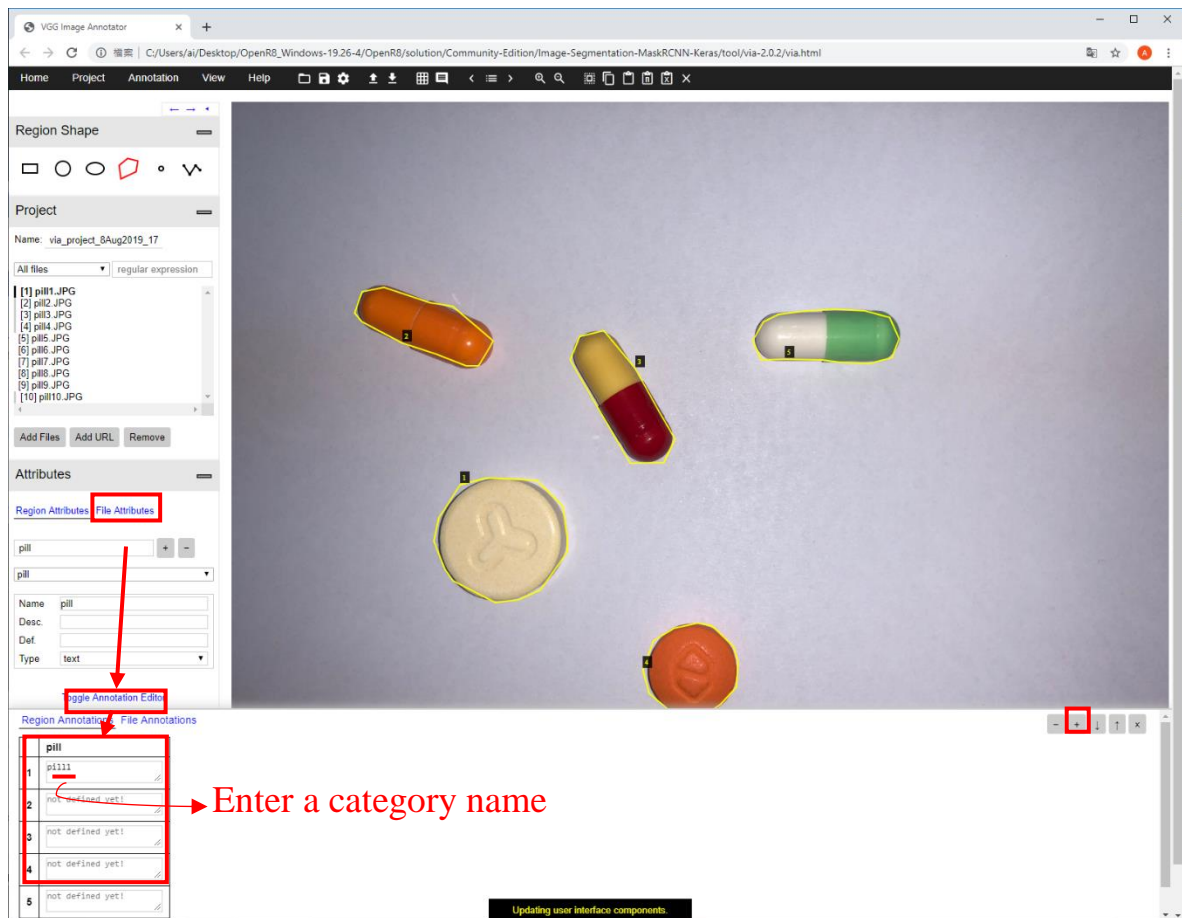 VGG Image Annotator
檔案 | C:/Users/ai/Desktop/OpenR8_Windows-19.26-4/OpenR8/solution/Community-Edition/Image-Segmentation-MaskRCNN-Keras/tool/via-2.0.2/via.html
A
Home Project Annotation View Help
Region Shape
Project
Name: via_project_8Aug2019_17
All files regular expression
[1] pill1.JPG
[2] pill2.JPG
[3] pill3.JPG
[4] pill4.JPG
[5] pill5.JPG
[6] pill6.JPG
[7] pill7.JPG
[8] pill8.JPG
[9] pill9.JPG
[10] pill10.JPG
Add Files Add URL Remove
Attributes
Region Attributes File Attributes
pill + −
pill
Name pill
Desc.
Def.
Type text
Toggle Annotation Editor
2
3
5
1
4
Region Annotations File Annotations
− + ↓ ↑ ×
pill
1 pill1
2 not defined yet!
3 not defined yet!
4 not defined yet!
5 not defined yet!
Enter a category name
Updating user interface components.